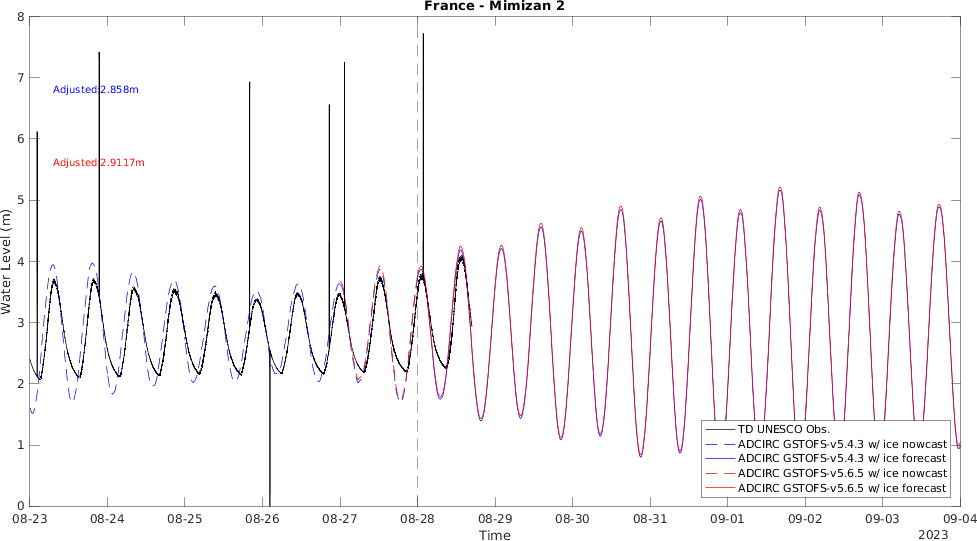 France - Mimizan 2
8
7
6
5
4
3
2
1
0
Water Level (m)
Adjusted:2.858m
Adjusted:2.9117m
TD UNESCO Obs.
ADCIRC GSTOFS-v5.4.3 w/ ice nowcast
ADCIRC GSTOFS-v5.4.3 w/ ice forecast
ADCIRC GSTOFS-v5.6.5 w/ ice nowcast
ADCIRC GSTOFS-v5.6.5 w/ ice forecast
08-23 08-24 08-25 08-26 08-27 08-28 08-29 08-30 08-31 09-01 09-02 09-03 09-04
Time
2023